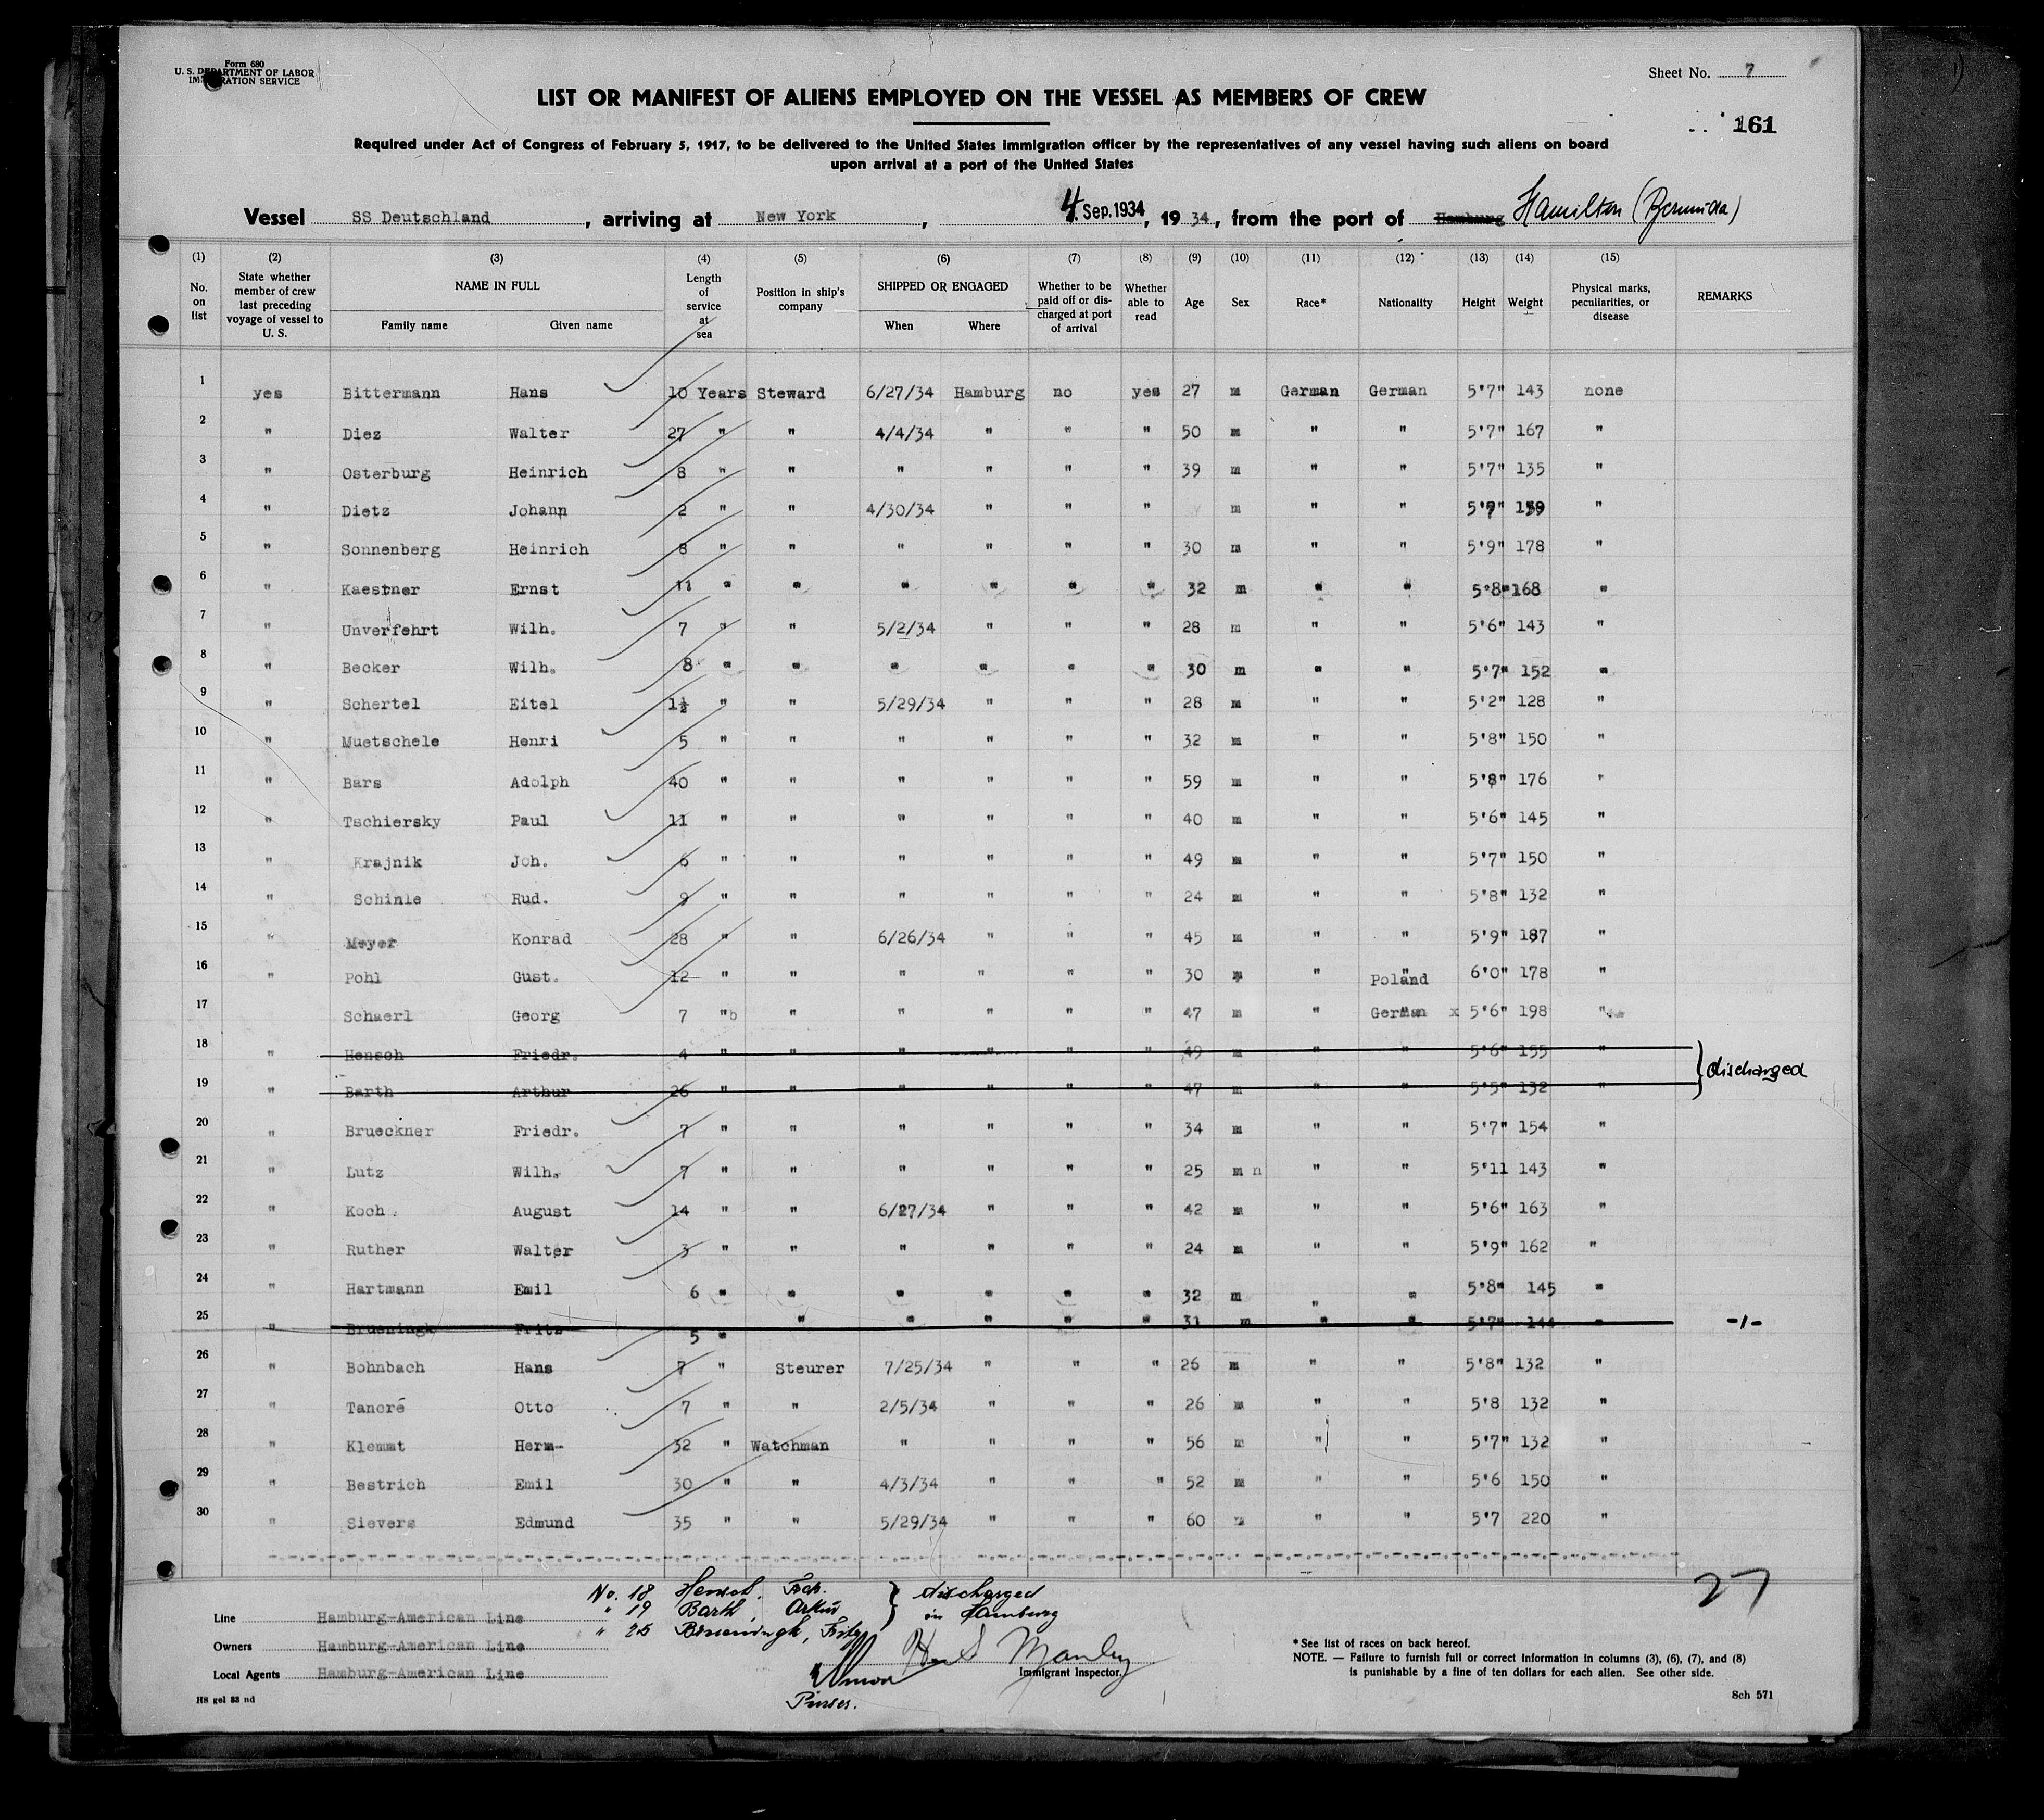 Form 680
U. S. DEPARTMENT OF LABOR
IMMIGRATION SERVICE
Sheet No. 7
LIST OR MANIFEST OF ALIENS EMPLOYED ON THE VESSEL AS MEMBERS OF CREW
161
Required under Act of Congress of February 5, 1917, to be delivered to the United States immigration officer by the representatives of any vessel having such aliens on board
upon arrival at a port of the United States
Vessel SS Deutschland, arriving at New York, 4 Sep. 1934, 1934, from the port of Hamburg Hamilton (Bermuda)
(1) (2) (3) (4) (5) (6) (7) (8) (9) (10) (11) (12) (13) (14) (15)
No. on list State whether member of crew last preceding voyage of vessel to U. S. NAME IN FULL Family name Given name Length of service at sea Position in ship's company SHIPPED OR ENGAGED When Where Whether to be paid off or discharged at port of arrival Whether able to read Age Sex Race* Nationality Height Weight Physical marks, peculiarities, or disease REMARKS
1 yes Bittermann Hans 10 Years Steward 6/27/34 Hamburg no yes 27 m German German 5'7" 143 none
2 " Diez Walter 27 " " 4/4/34 " " " 50 m " " 5'7" 167 "
3 " Osterburg Heinrich 8 " " " " " " 39 m " " 5'7" 135 "
4 " Dietz Johann 2 " " 4/30/34 " " " m " " 5'7" 159 "
5 " Sonnenberg Heinrich 8 " " " " " " 30 m " " 5'9" 178 "
6 " Kaestner Ernst 11 " " " " " " 32 m " " 5'8" 168 "
7 " Unverfehrt Wilh. 7 " " 5/2/34 " " " 28 m " " 5'6" 143 "
8 " Becker Wilh. 8 " " " " " " 30 m " " 5'7" 152 "
9 " Schertel Eitel 1½ " " 5/29/34 " " " 28 m " " 5'2" 128 "
10 " Muetschele Henri 5 " " " " " " 32 m " " 5'8" 150 "
11 " Bars Adolph 40 " " " " " " 59 m " " 5'8" 176 "
12 " Tschiersky Paul 11 " " " " " " 40 m " " 5'6" 145 "
13 " Krajnik Joh. 6 " " " " " " 49 m " " 5'7" 150 "
14 " Schinle Rud. 9 " " " " " " 24 m " " 5'8" 132 "
15 " Meyer Konrad 28 " " 6/26/34 " " " 45 m " " 5'9" 187 "
16 " Pohl Gust. 12 " " " " " " 30 m " Poland 6'0" 178 "
17 Schaerl Georg 7 "b " " " " " 47 m " German x 5'6" 198 "
18 " Hensch Friedr. 4 " " " " " " 49 m " " 5'6" 155 "
discharged
19 " Barth Arthur 26 " " " " " " 47 m " " 5'5" 132 "
20 " Brueckner Friedr. 7 " " " " " " 34 m " " 5'7" 154 "
21 " Lutz Wilh. 7 " " " " " " 25 m n " " 5'11 143 "
22 " Koch. August 14 " " 6/27/34 " " " 42 m " " 5'6" 163 "
23 " Ruther Walter 3 " " " " " " 24 m " " 5'9" 162 "
24 " Hartmann Emil 6 " " " " " " 32 m " " 5'8" 145 "
25 " Brueningk Fritz 5 " " " " " " 31 m " " 5'7" 144 " -1-
26 " Bohnbach Hans 7 " Steurer 7/25/34 " " " 26 m " " 5'8" 132 "
27 " Tancré Otto 7 " " 2/5/34 " " " 26 m " " 5'8 132 "
28 " Klemmt Herm- 32 " Watchman " " " " 56 m " " 5'7" 132 "
29 " Bestrich Emil 30 " " 4/3/34 " " " 52 m " " 5'6 150 "
30 " Sievers Edmund 35 " " 5/29/34 " " " 60 m " " 5'7 220 "
27
No. 18 Hensch, Fdr. } discharged
" 19 Barth, Arthur in Hamburg
" 25 Brueningk, Fritz
Line Hamburg-American Line
Owners Hamburg-American Line
Local Agents Hamburg-American Line
H S Manley
Immigrant Inspector.
Purser.
* See list of races on back hereof.
NOTE. — Failure to furnish full or correct information in columns (3), (6), (7), and (8)
is punishable by a fine of ten dollars for each alien. See other side.
HS gel 33 nd
Sch 571